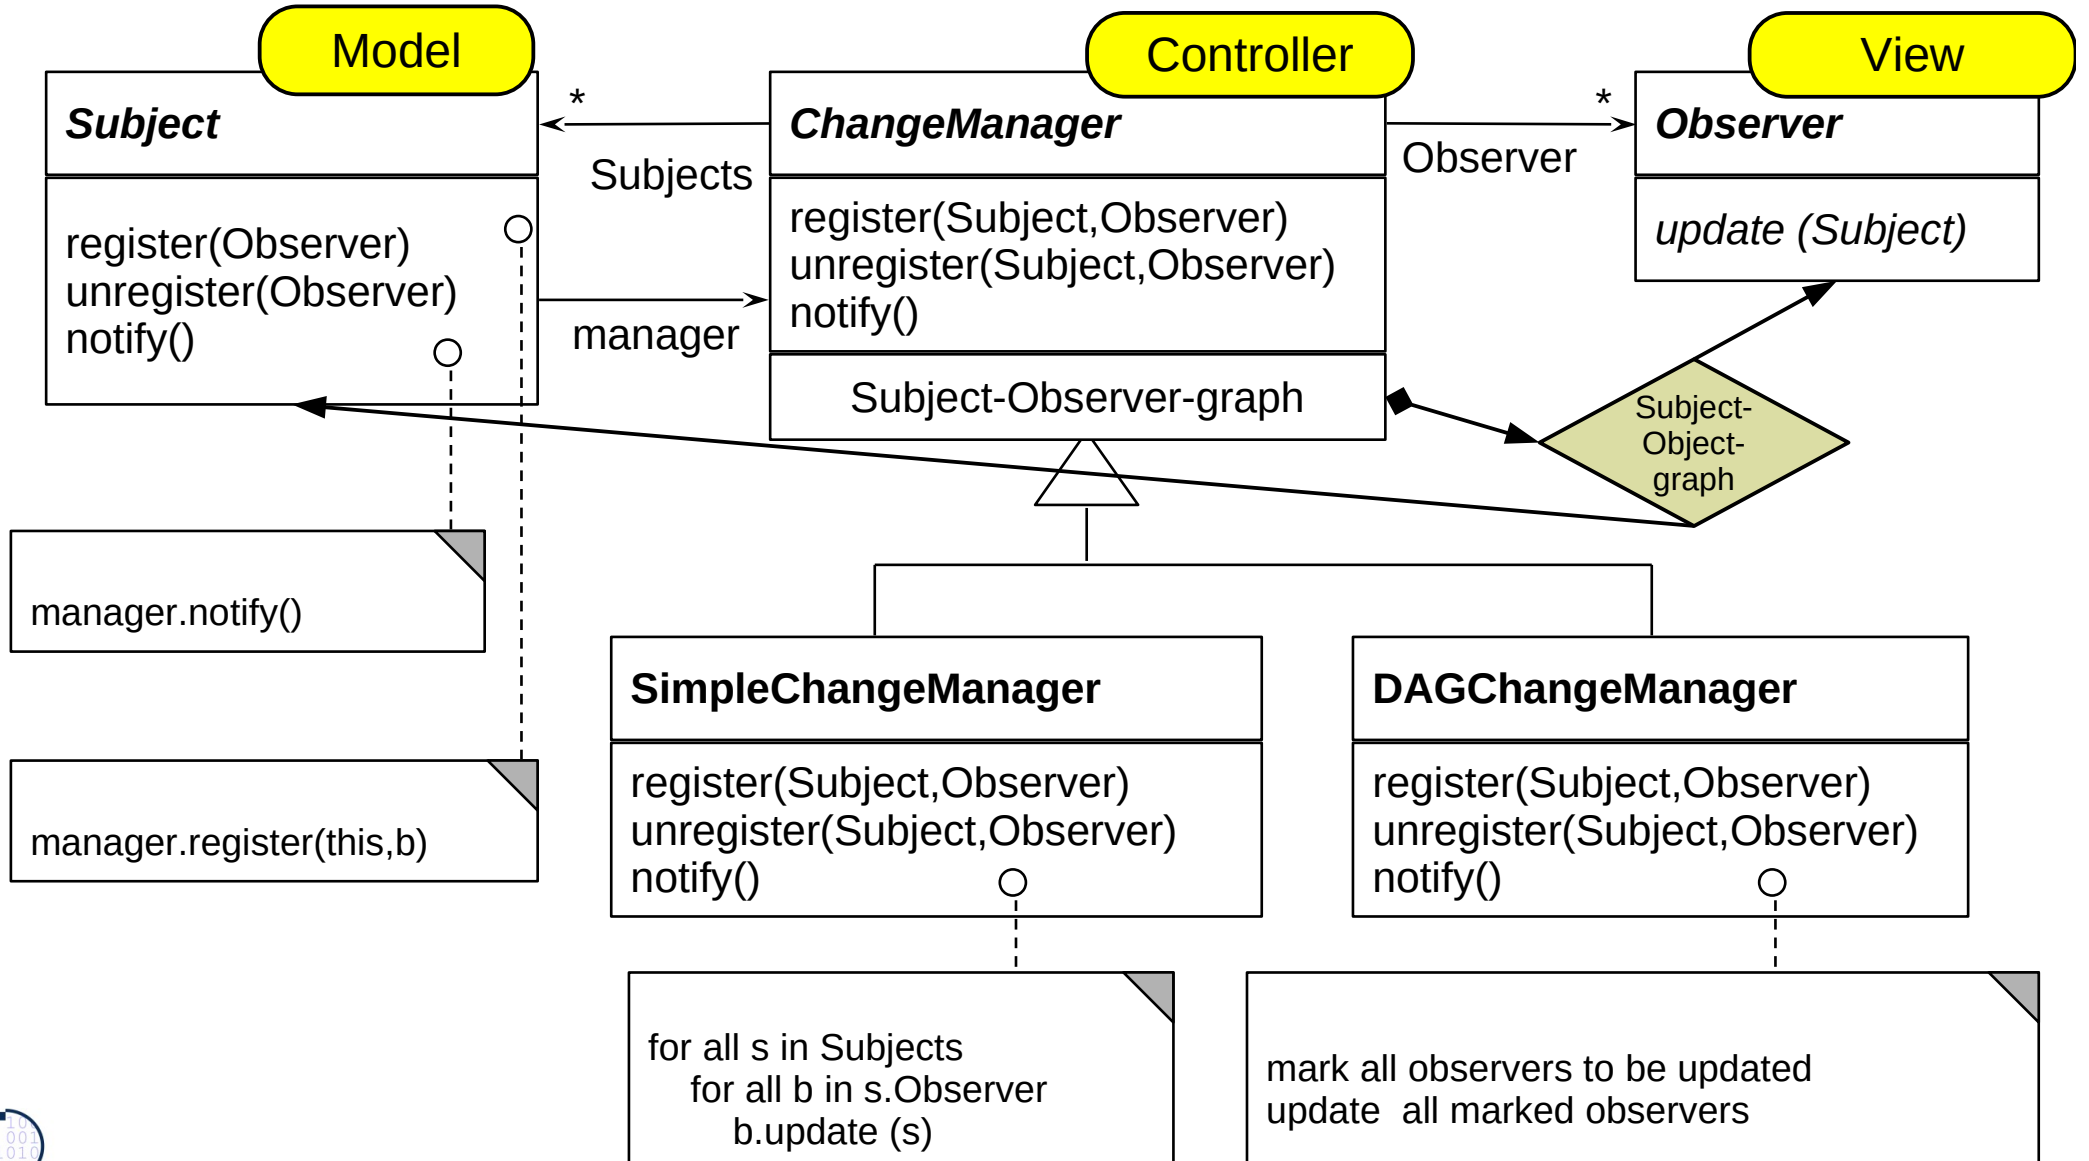 Model
Controller
View
Subject
*
ChangeManager
*
Observer
Subjects
Observer
register(Observer)
unregister(Observer)
notify()
manager
register(Subject,Observer)
unregister(Subject,Observer)
notify()
update (Subject)
Subject-Observer-graph
Subject-
Object-
graph
manager.notify()
manager.register(this,b)
SimpleChangeManager
register(Subject,Observer)
unregister(Subject,Observer)
notify()
DAGChangeManager
register(Subject,Observer)
unregister(Subject,Observer)
notify()
for all s in Subjects
for all b in s.Observer
b.update (s)
mark all observers to be updated
update  all marked observers
001
010